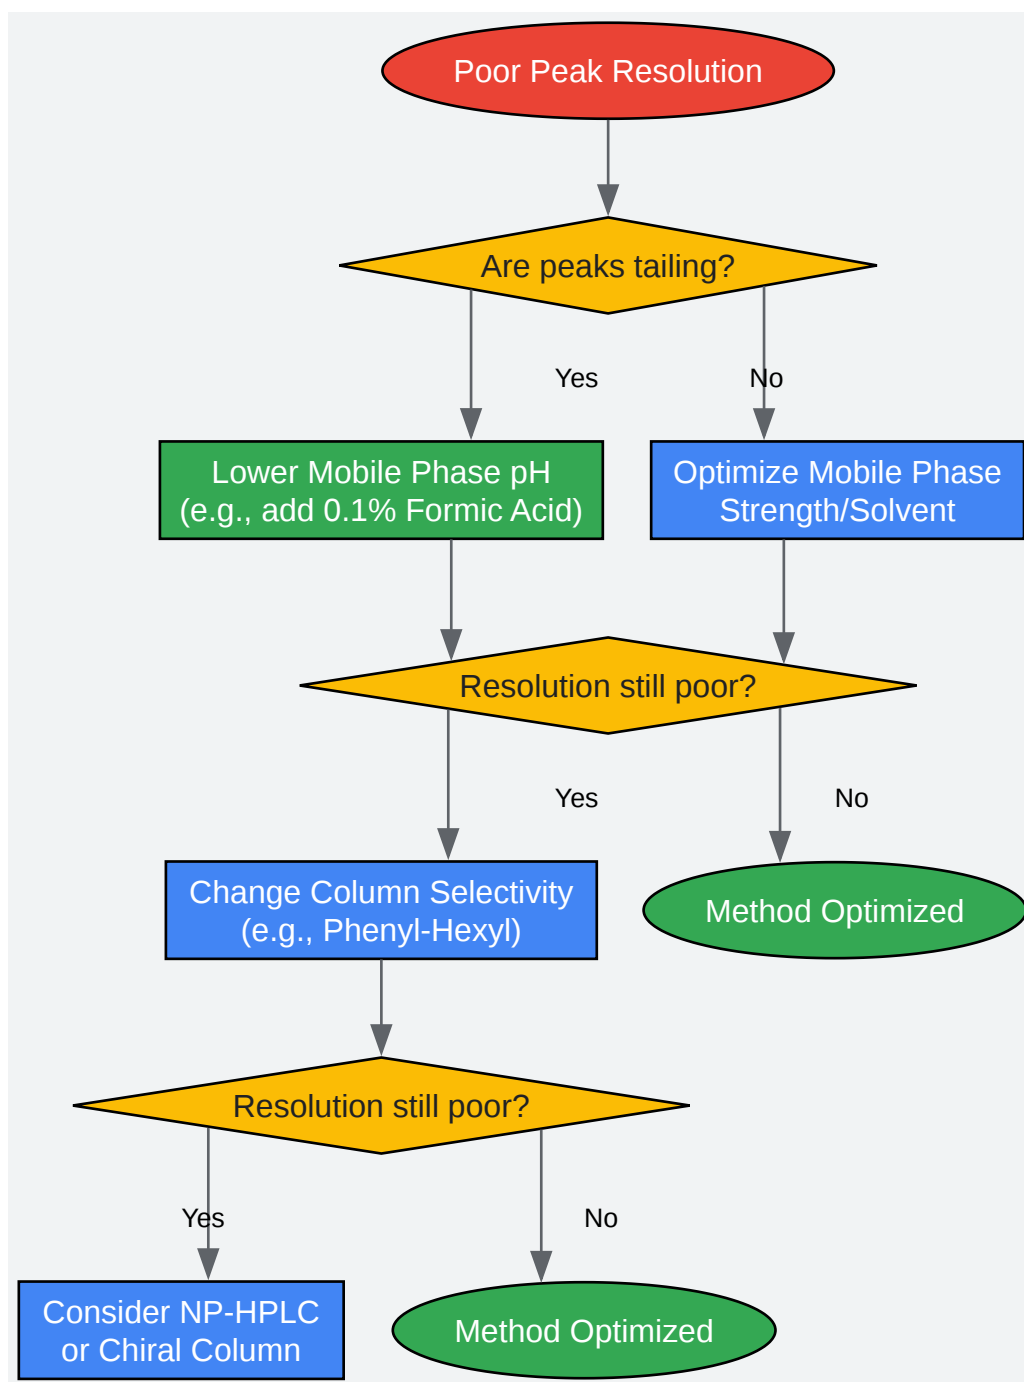 Poor Peak Resolution
Are peaks tailing?
Yes
No
Lower Mobile Phase pH
(e.g., add 0.1% Formic Acid)
Optimize Mobile Phase
Strength/Solvent
Resolution still poor?
Yes
No
Change Column Selectivity
(e.g., Phenyl-Hexyl)
Method Optimized
Resolution still poor?
Yes
No
Consider NP-HPLC
or Chiral Column
Method Optimized